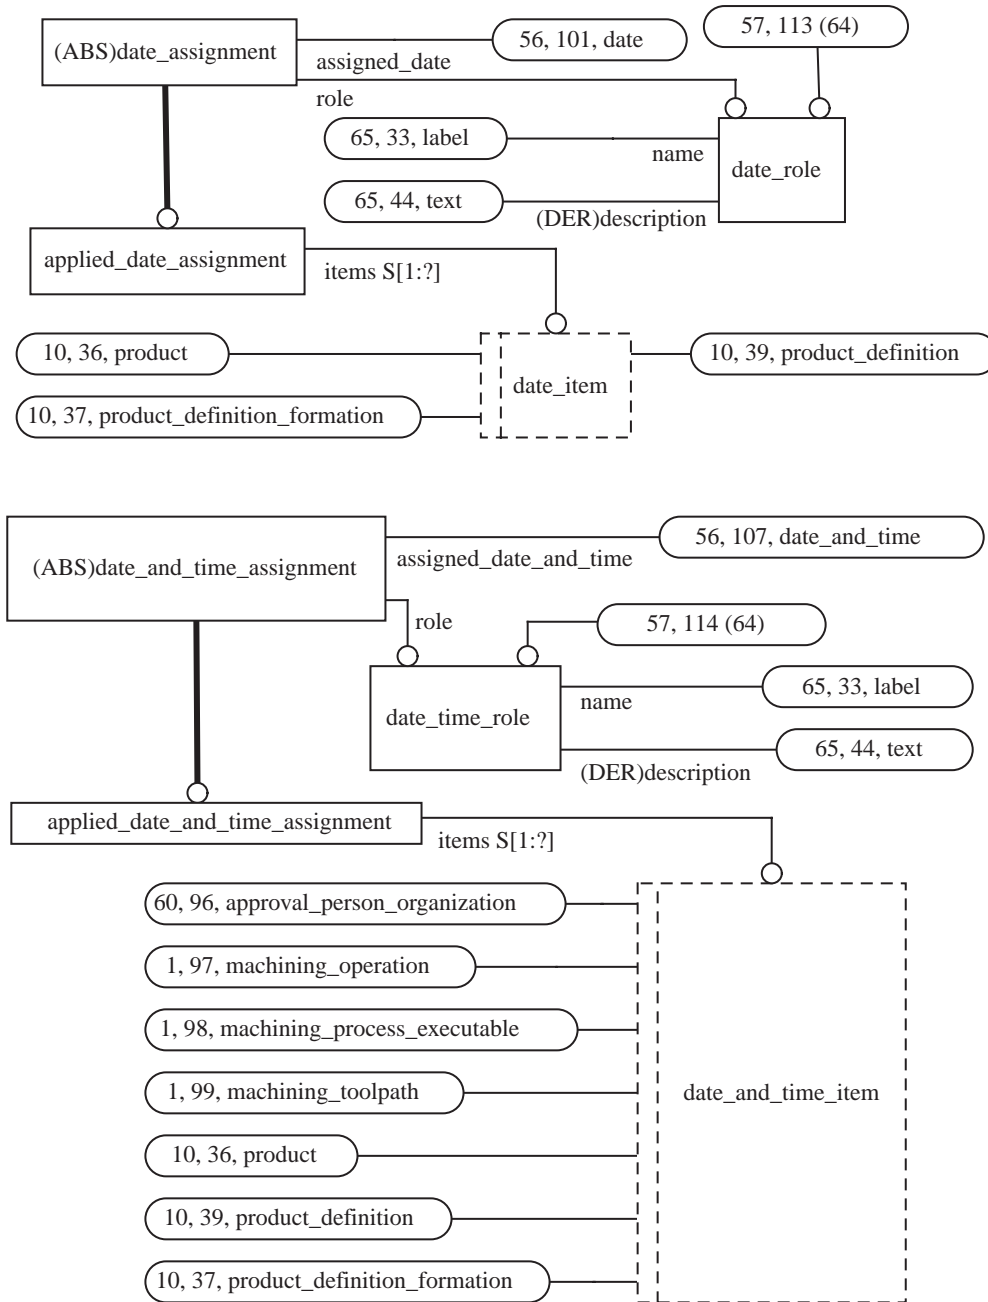 (ABS)date_assignment
56, 101, date
57, 113 (64)
assigned_date
role
65, 33, label
name
date_role
65, 44, text
(DER)description
applied_date_assignment
items S[1:?]
10, 36, product
10, 39, product_definition
date_item
10, 37, product_definition_formation
56, 107, date_and_time
(ABS)date_and_time_assignment
assigned_date_and_time
role
57, 114 (64)
65, 33, label
name
date_time_role
65, 44, text
(DER)description
applied_date_and_time_assignment
items S[1:?]
60, 96, approval_person_organization
1, 97, machining_operation
1, 98, machining_process_executable
1, 99, machining_toolpath
date_and_time_item
10, 36, product
10, 39, product_definition
10, 37, product_definition_formation